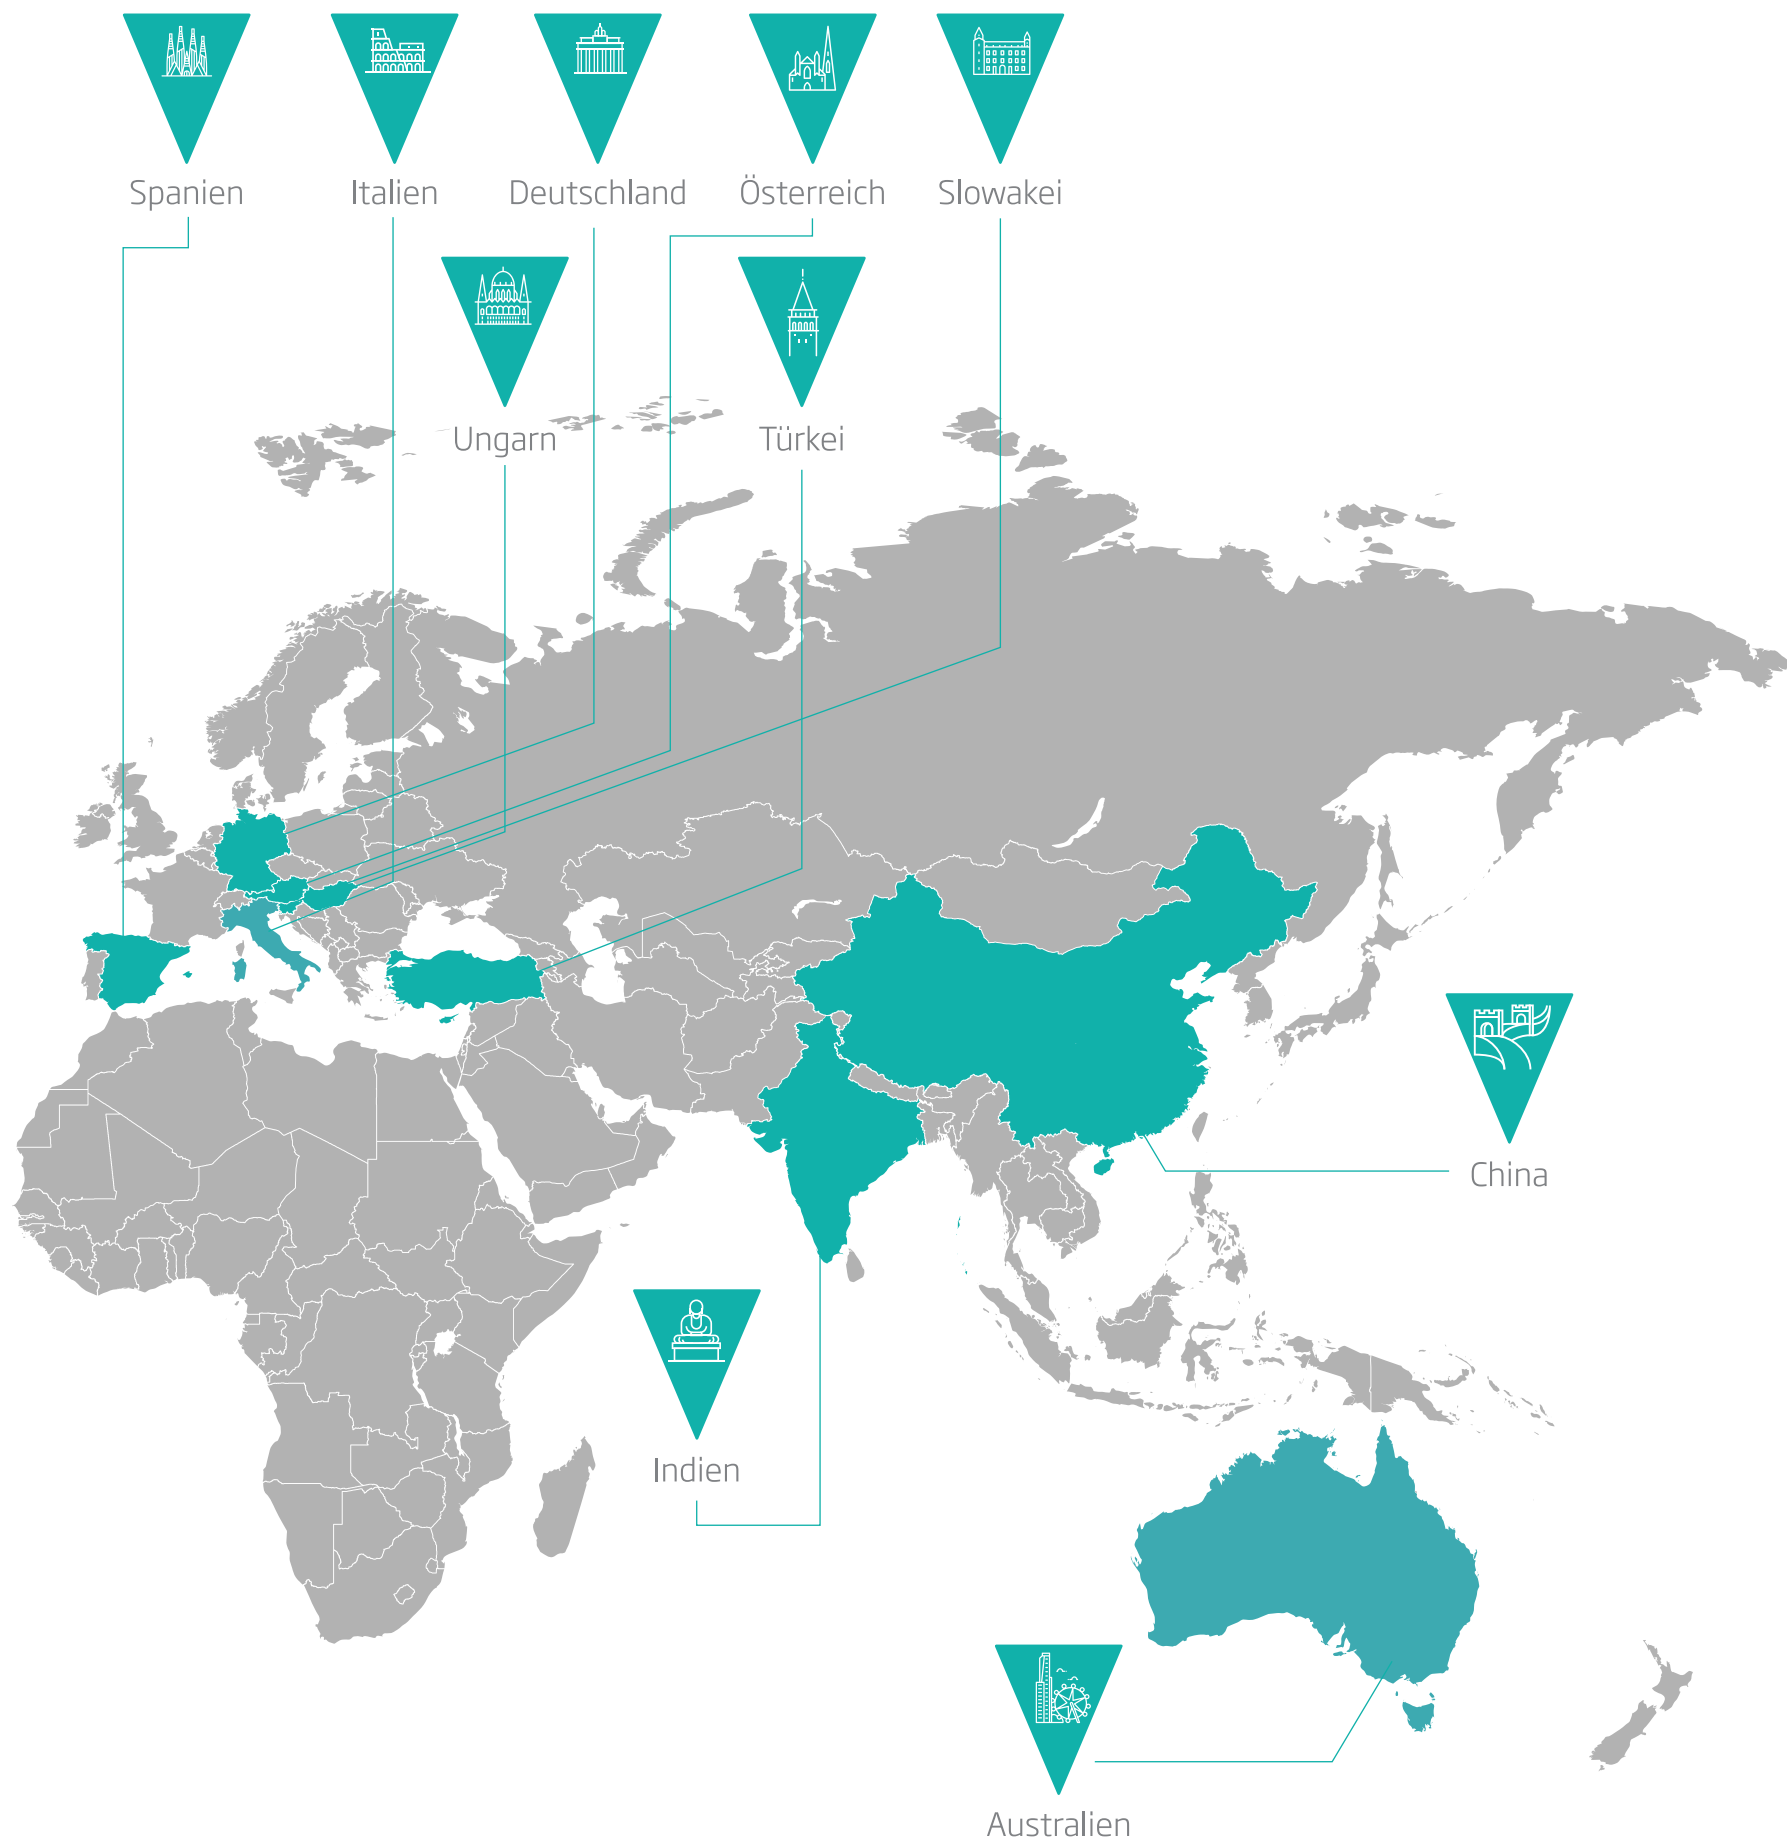 Spanien
Italien
Deutschland
Österreich
Slowakei
Ungarn
Türkei
China
Indien
Australien